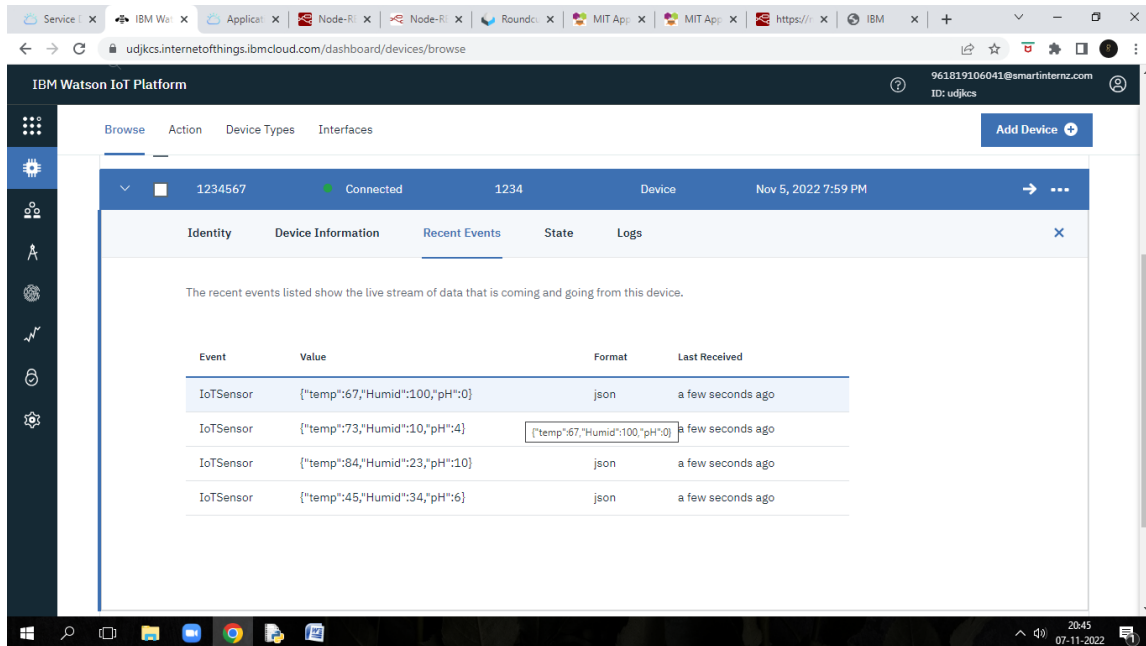 Service D
IBM Wat
Applicat
Node-RE
Node-RE
Roundcu
MIT App
MIT App
https://r
IBM
udjkcs.internetofthings.ibmcloud.com/dashboard/devices/browse
IBM Watson IoT Platform
961819106041@smartinternz.com
ID: udjkcs
Browse Action Device Types Interfaces
Add Device
1234567 Connected 1234 Device Nov 5, 2022 7:59 PM
Identity Device Information Recent Events State Logs
The recent events listed show the live stream of data that is coming and going from this device.
Event Value Format Last Received
IoTSensor {"temp":67,"Humid":100,"pH":0} json a few seconds ago
IoTSensor {"temp":73,"Humid":10,"pH":4} a few seconds ago
{"temp":67,"Humid":100,"pH":0}
IoTSensor {"temp":84,"Humid":23,"pH":10} json a few seconds ago
IoTSensor {"temp":45,"Humid":34,"pH":6} json a few seconds ago
20:45
07-11-2022